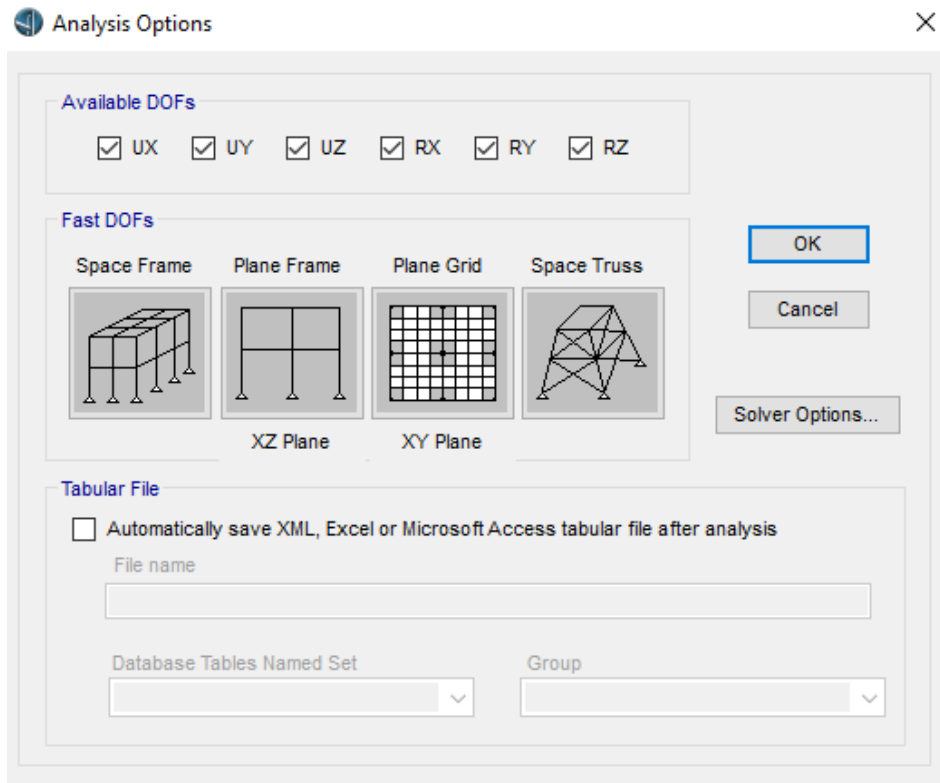 Analysis Options
Available DOFs
UX UY UZ RX RY RZ
Fast DOFs
Space Frame Plane Frame Plane Grid Space Truss
XZ Plane XY Plane
OK
Cancel
Solver Options...
Tabular File
Automatically save XML, Excel or Microsoft Access tabular file after analysis
File name
Database Tables Named Set Group